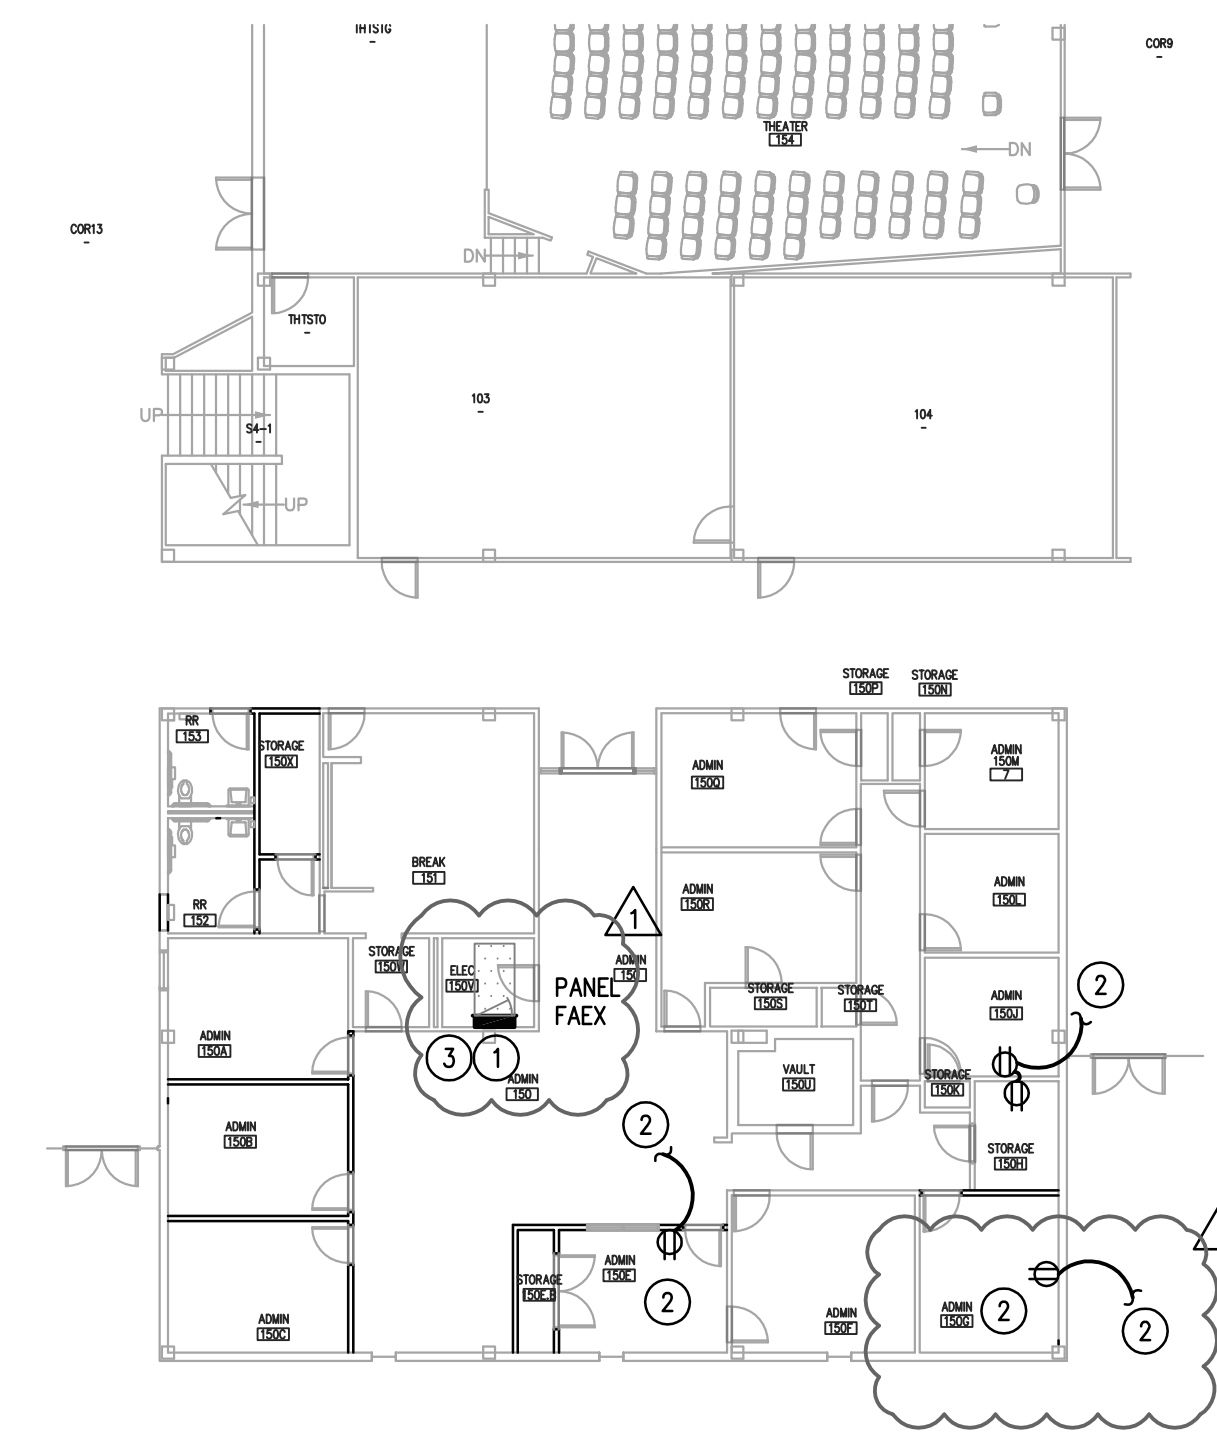 THTSTG
-
COR9
-
THEATER
154
DN
COR13
-
DN
THTSTO
-
103
-
104
-
UP
S4-1
-
UP
STORAGE
150P
STORAGE
150N
RR
153
STORAGE
150X
ADMIN
150Q
ADMIN
150M
7
BREAK
151
ADMIN
150R
ADMIN
150L
RR
152
1
STORAGE
150W
ELEC
150V
ADMIN
150
PANEL
FAEX
STORAGE
150S
STORAGE
150T
ADMIN
150J
2
ADMIN
150A
3
1
ADMIN
150
VAULT
150U
STORAGE
150K
ADMIN
150B
2
STORAGE
150H
ADMIN
150E
STORAGE
150E.B
2
ADMIN
150C
ADMIN
150F
ADMIN
150G
2
2